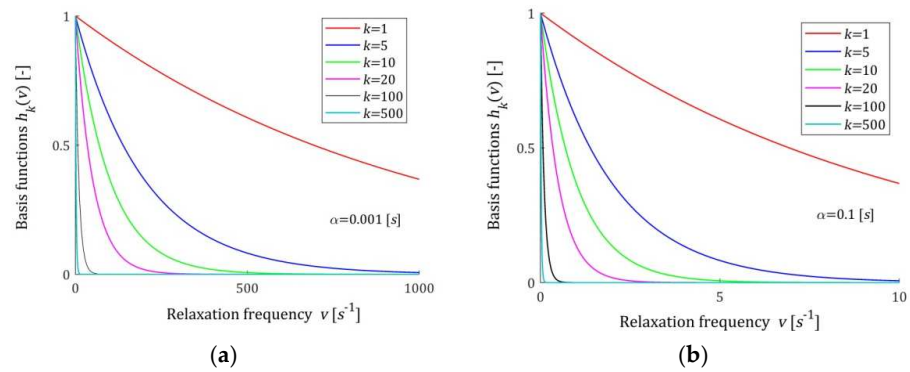 Basis functions h_k(v) [-]
1
0.5
0
k=1
k=5
k=10
k=20
k=100
k=500
α=0.001 [s]
0
500
1000
Relaxation frequency v [s^-1]
(a)
Basis functions h_k(v) [-]
1
0.5
0
k=1
k=5
k=10
k=20
k=100
k=500
α=0.1 [s]
0
5
10
Relaxation frequency v [s^-1]
(b)